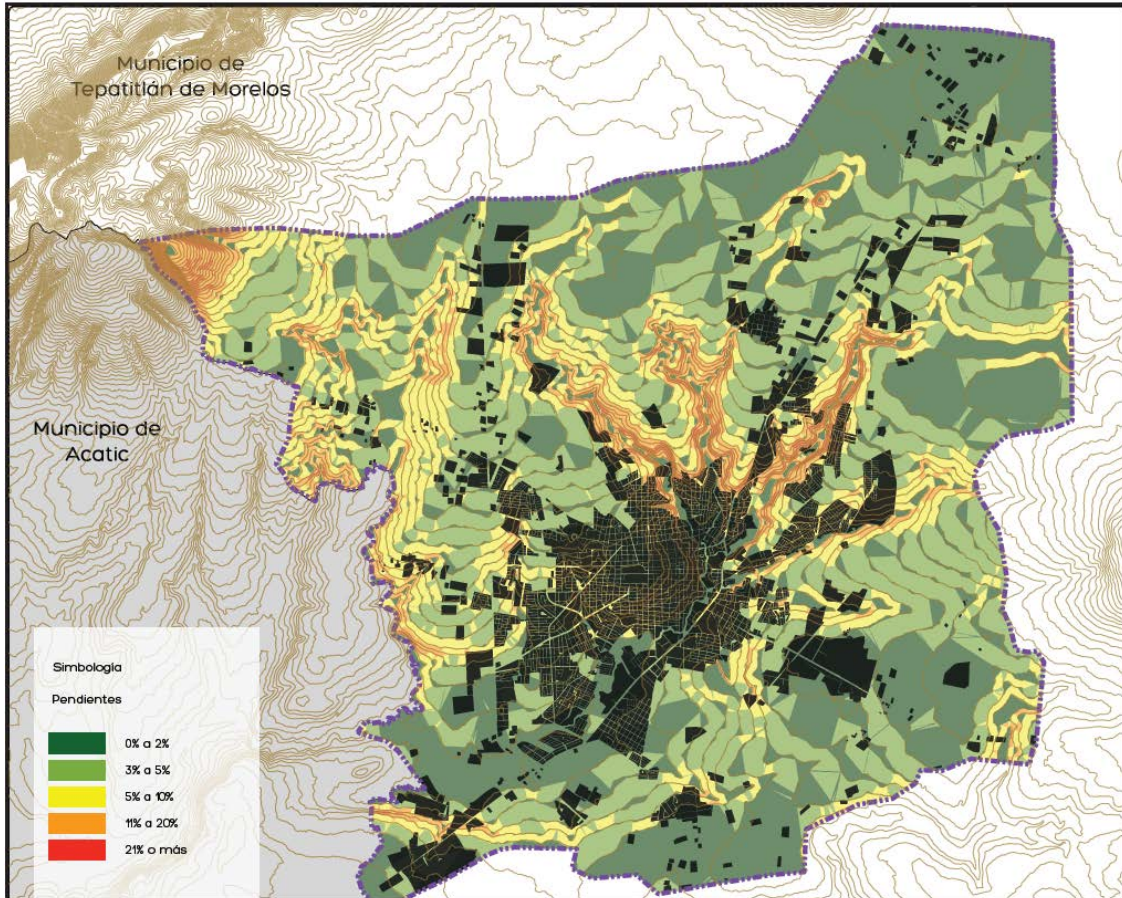 Municipio de
Tepatitlán de Morelos
Municipio de
Acatic
Simbología
Pendientes
0% a 2%
3% a 5%
5% a 10%
11% a 20%
21% o más